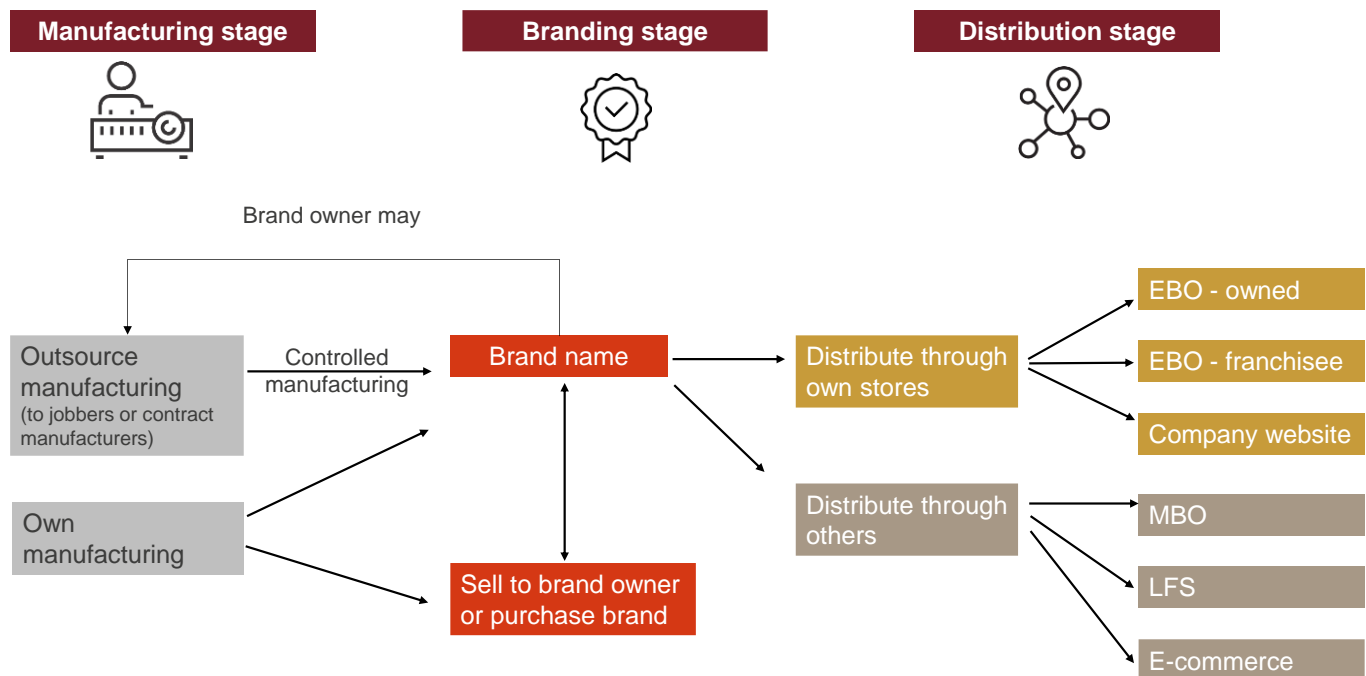 Manufacturing stage
Branding stage
Distribution stage
Brand owner may
Outsource
manufacturing
(to jobbers or contract
manufacturers)
Controlled
manufacturing
Brand name
Distribute through
own stores
EBO - owned
EBO - franchisee
Company website
Own
manufacturing
Sell to brand owner
or purchase brand
Distribute through
others
MBO
LFS
E-commerce